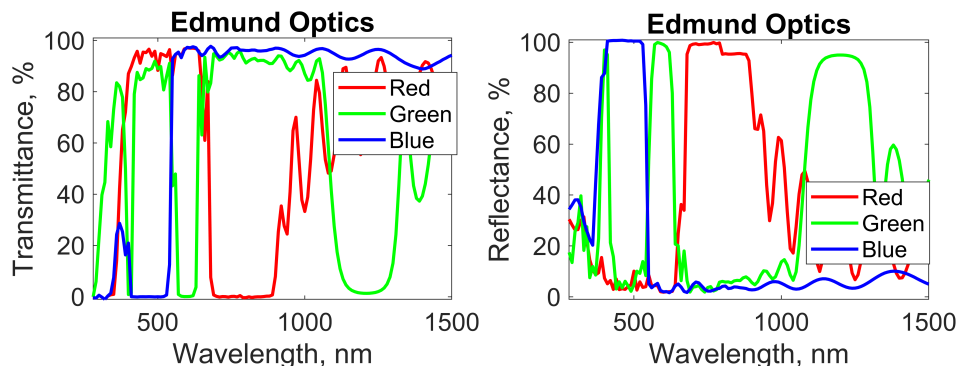 Edmund Optics
Transmittance, %
100
80
60
40
20
0
Red
Green
Blue
500
1000
1500
Wavelength, nm
Edmund Optics
Reflectance, %
100
80
60
40
20
0
Red
Green
Blue
500
1000
1500
Wavelength, nm